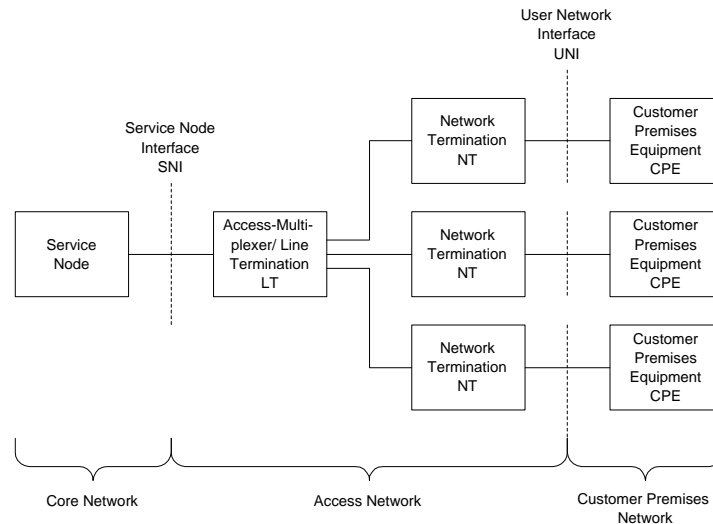 User Network
Interface
UNI
Service Node
Interface
SNI
Network
Termination
NT
Customer
Premises
Equipment
CPE
Service
Node
Access-Multi-
plexer/ Line
Termination
LT
Network
Termination
NT
Customer
Premises
Equipment
CPE
Network
Termination
NT
Customer
Premises
Equipment
CPE
Core Network
Access Network
Customer Premises
Network